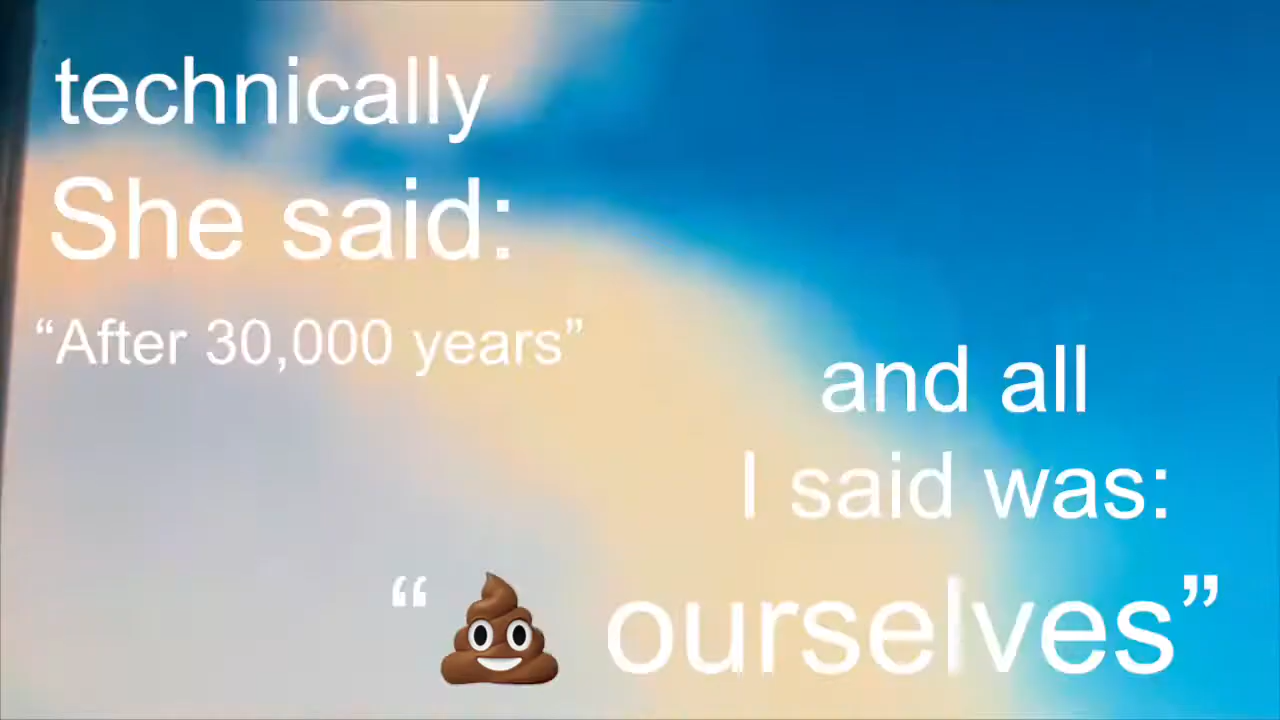 technically
She said:
“After 30,000 years”
and all
I said was:
“💩 ourselves”